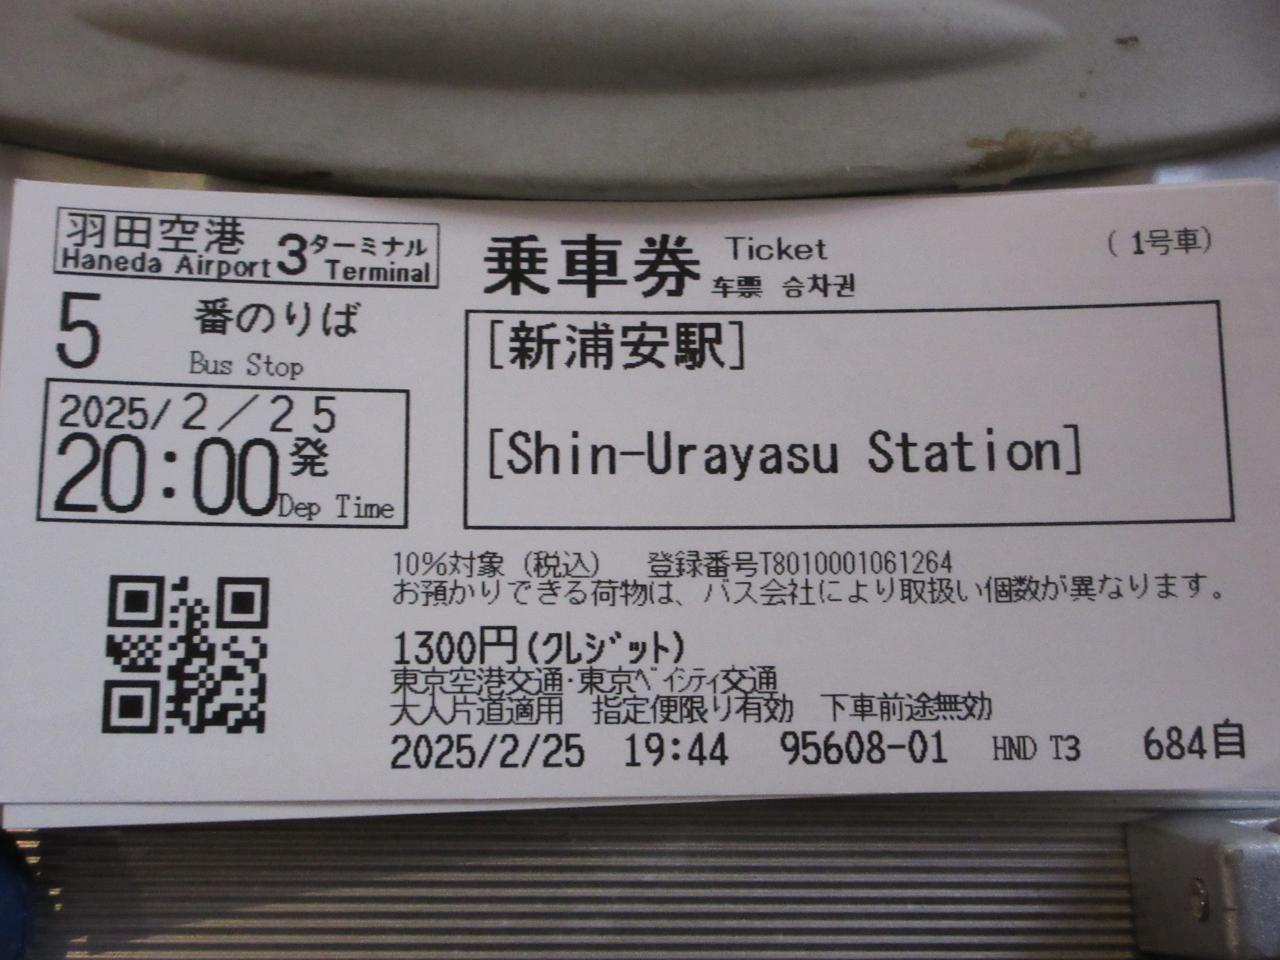 羽田空港 3ターミナル
Haneda Airport Terminal
5 番のりば
Bus Stop
2025/2/25
20:00発
Dep Time
乗車券 Ticket
车票 승차권
(1号車)
[新浦安駅]
[Shin-Urayasu Station]
10%対象(税込) 登録番号T8010001061264
お預かりできる荷物は、バス会社により取扱い個数が異なります。
1300円(クレジット)
東京空港交通・東京ベイシティ交通
大人片道適用 指定便限り有効 下車前途無効
2025/2/25 19:44 95608-01 HND T3 684自